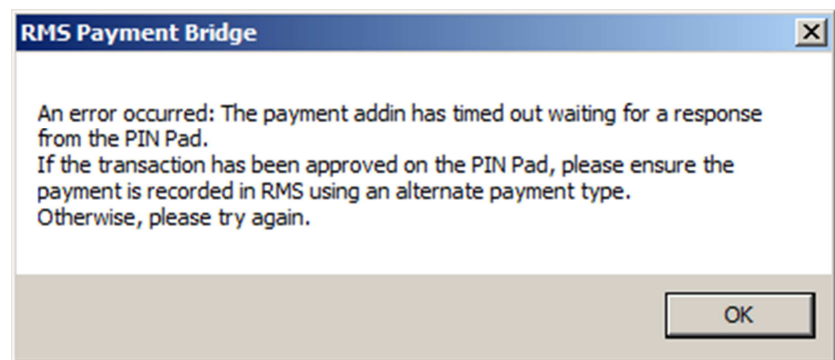 RMS Payment Bridge
An error occurred: The payment addin has timed out waiting for a response
from the PIN Pad.
If the transaction has been approved on the PIN Pad, please ensure the
payment is recorded in RMS using an alternate payment type.
Otherwise, please try again.
OK